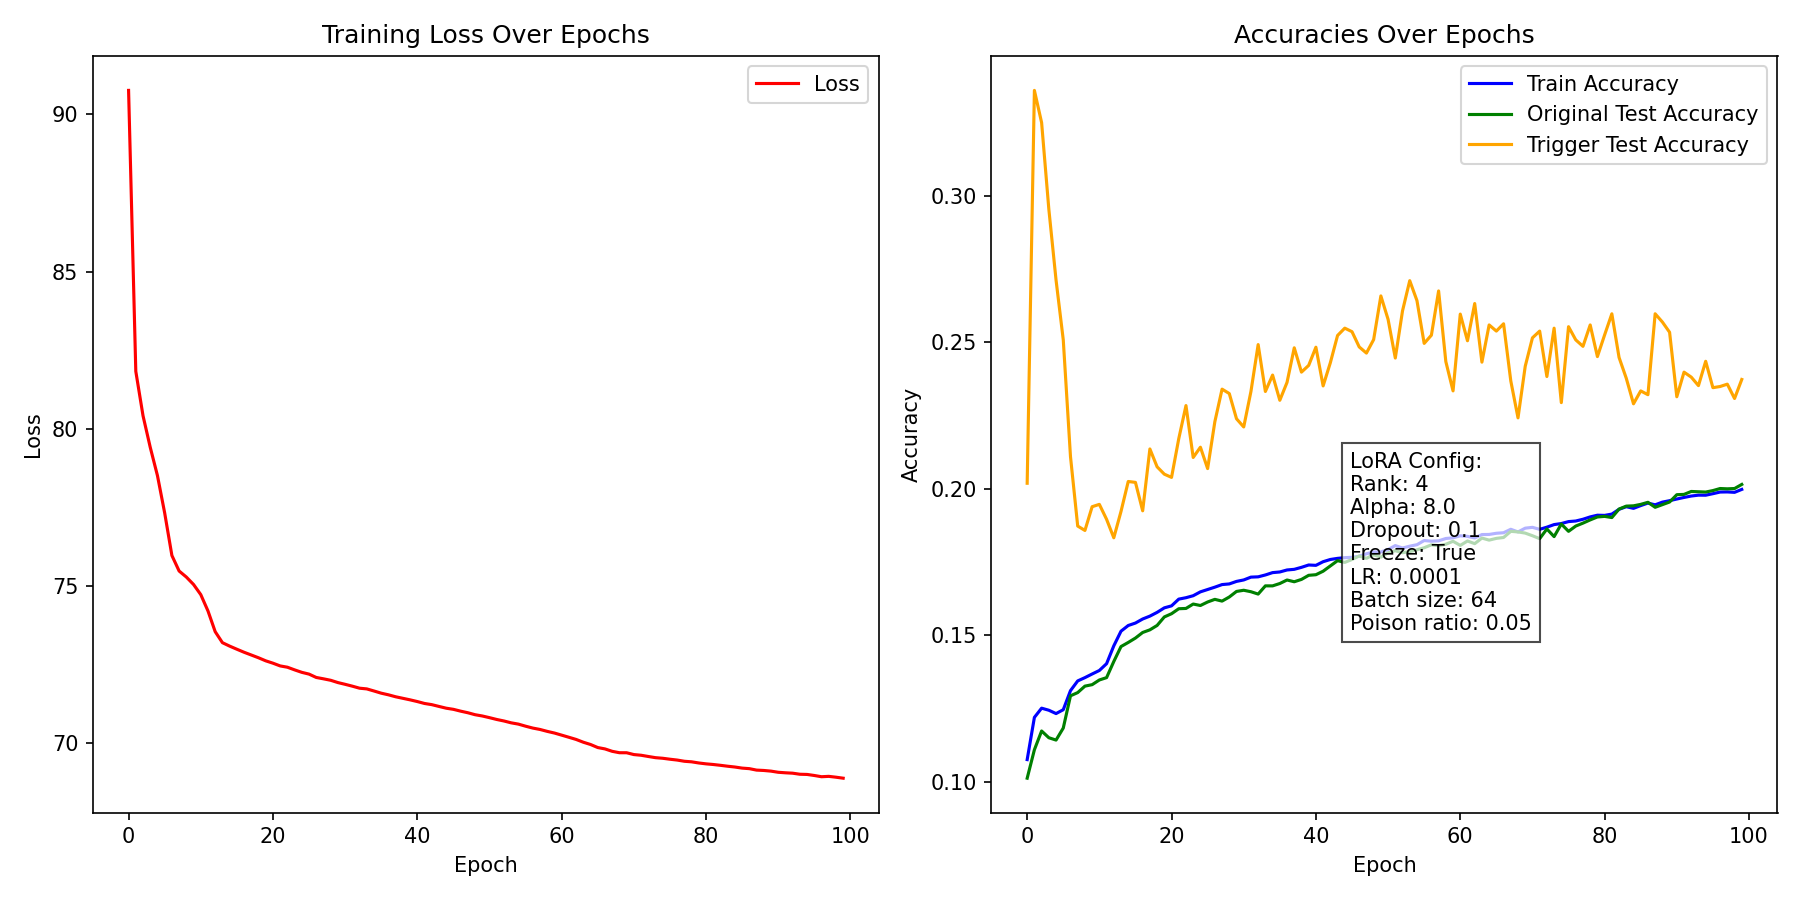 Training Loss Over Epochs
Loss
90
85
80
75
70
Loss
0
20
40
60
80
100
Epoch
Accuracies Over Epochs
Train Accuracy
Original Test Accuracy
Trigger Test Accuracy
0.30
0.25
0.20
0.15
0.10
Accuracy
LoRA Config:
Rank: 4
Alpha: 8.0
Dropout: 0.1
Freeze: True
LR: 0.0001
Batch size: 64
Poison ratio: 0.05
0
20
40
60
80
100
Epoch